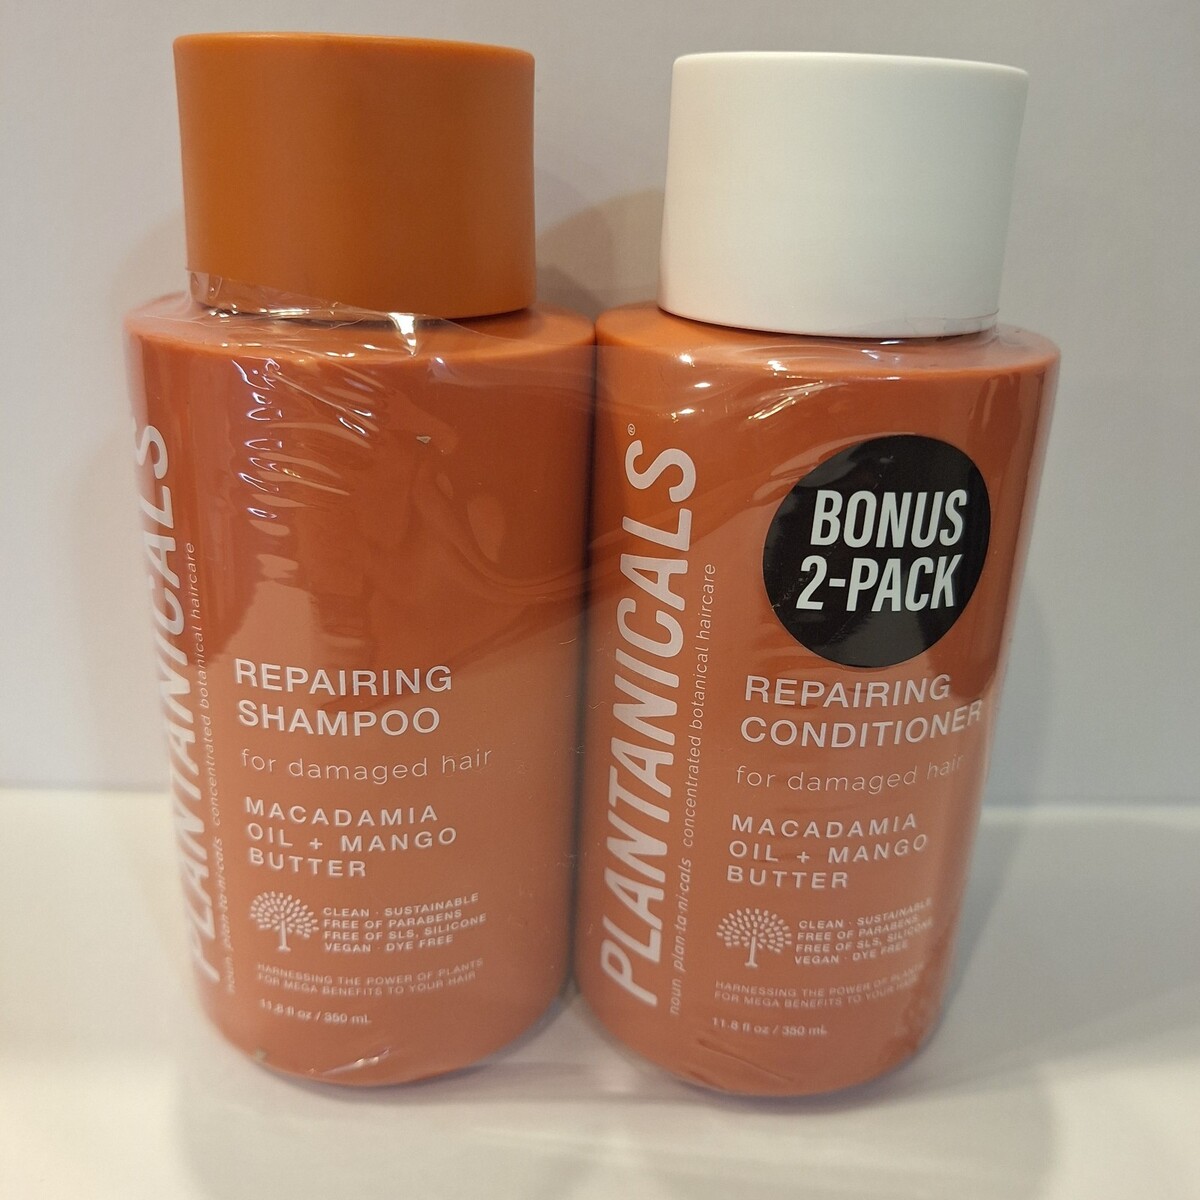 PLANTANICALS
noun plan·ta·ni·cals concentrated botanical haircare
REPAIRING
SHAMPOO
for damaged hair
MACADAMIA
OIL + MANGO
BUTTER
CLEAN · SUSTAINABLE
FREE OF PARABENS
FREE OF SLS, SILICONE
VEGAN · DYE FREE
HARNESSING THE POWER OF PLANTS
FOR MEGA BENEFITS TO YOUR HAIR
11.8 fl oz / 350 mL
PLANTANICALS®
noun plan·ta·ni·cals concentrated botanical haircare
BONUS
2-PACK
REPAIRING
CONDITIONER
for damaged hair
MACADAMIA
OIL + MANGO
BUTTER
CLEAN · SUSTAINABLE
FREE OF PARABENS
FREE OF SLS, SILICONE
VEGAN · DYE FREE
HARNESSING THE POWER OF PLANTS
FOR MEGA BENEFITS TO YOUR HAIR
11.8 fl oz / 350 mL